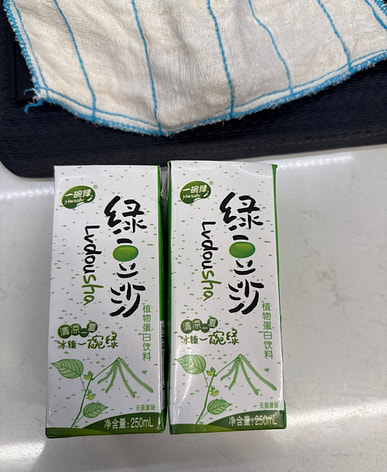 一碗绿
绿豆沙
Lvdousha
植物蛋白饮料
清凉一夏
冰镇一碗绿
净含量:250mL
一碗绿
绿豆沙
Lvdousha
植物蛋白饮料
清凉一夏
冰镇一碗绿
净含量:250mL